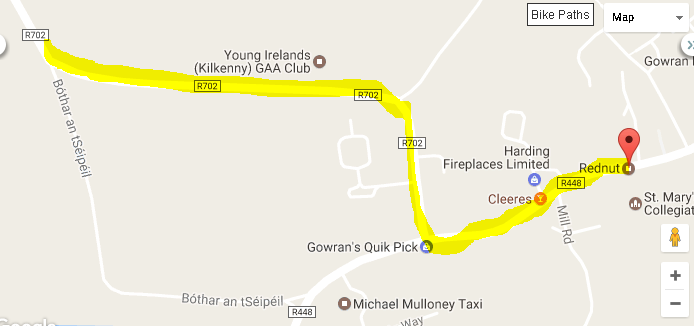 Bike Paths
Map
R702
Young Irelands
(Kilkenny) GAA Club
Gowran
R702
R702
R702
Bóthar an tSéipéil
Harding
Fireplaces Limited
Rednut
R448
Cleeres
St. Mary'
Collegiat
Mill Rd
Gowran's Quik Pick
Bóthar an tSéipéil
R448
Michael Mulloney Taxi
Way
Google